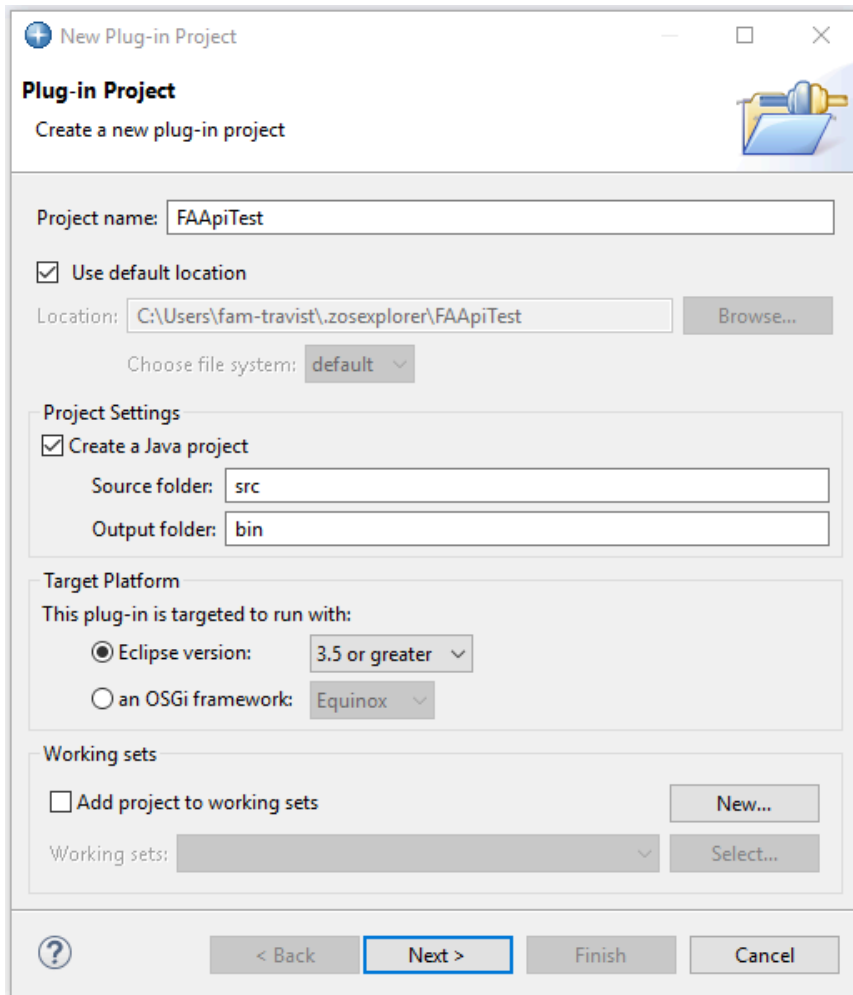 New Plug-in Project
Plug-in Project
Create a new plug-in project
Project name: FAApiTest
Use default location
Location: C:\Users\fam-travist\.zosexplorer\FAApiTest Browse...
Choose file system: default
Project Settings
Create a Java project
Source folder: src
Output folder: bin
Target Platform
This plug-in is targeted to run with:
Eclipse version: 3.5 or greater
an OSGi framework: Equinox
Working sets
Add project to working sets New...
Working sets: Select...
? < Back Next > Finish Cancel